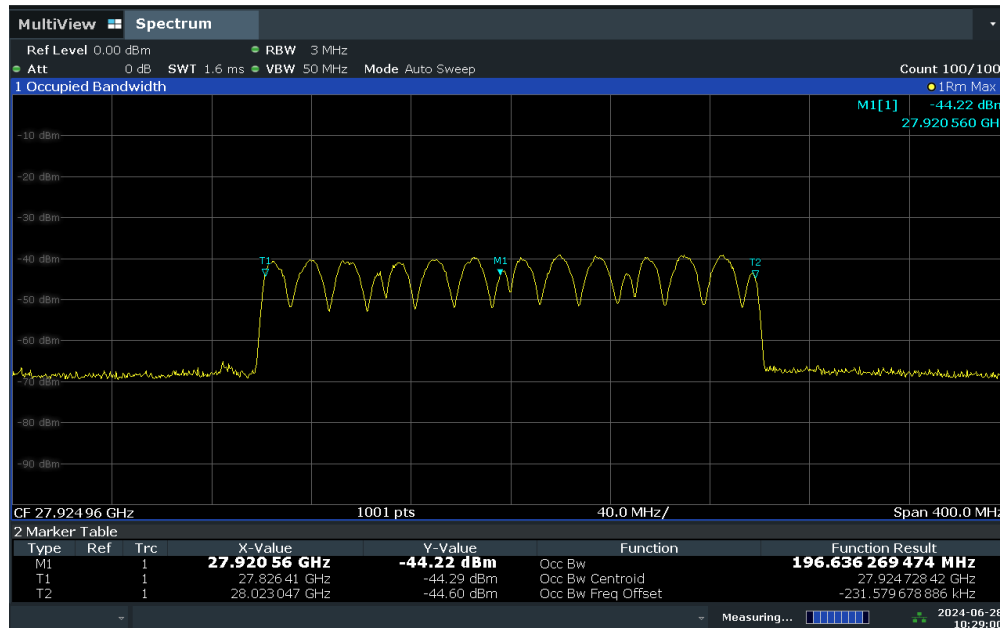 MultiView Spectrum
Ref Level 0.00 dBm RBW 3 MHz
Att 0 dB SWT 1.6 ms VBW 50 MHz Mode Auto Sweep Count 100/100
1 Occupied Bandwidth 1Rm Max
M1[1] -44.22 dBm
27.920 560 GH
-10 dBm
-20 dBm
-30 dBm
-40 dBm
T1 M1 T2
-50 dBm
-60 dBm
-70 dBm
-80 dBm
-90 dBm
CF 27.924 96 GHz 1001 pts 40.0 MHz/ Span 400.0 MHz
2 Marker Table
Type Ref Trc X-Value Y-Value Function Function Result
M1 1 27.920 56 GHz -44.22 dBm Occ Bw 196.636 269 474 MHz
T1 1 27.826 41 GHz -44.29 dBm Occ Bw Centroid 27.924 728 42 GHz
T2 1 28.023 047 GHz -44.60 dBm Occ Bw Freq Offset -231.579 678 886 kHz
Measuring... 2024-06-28
10:29:00